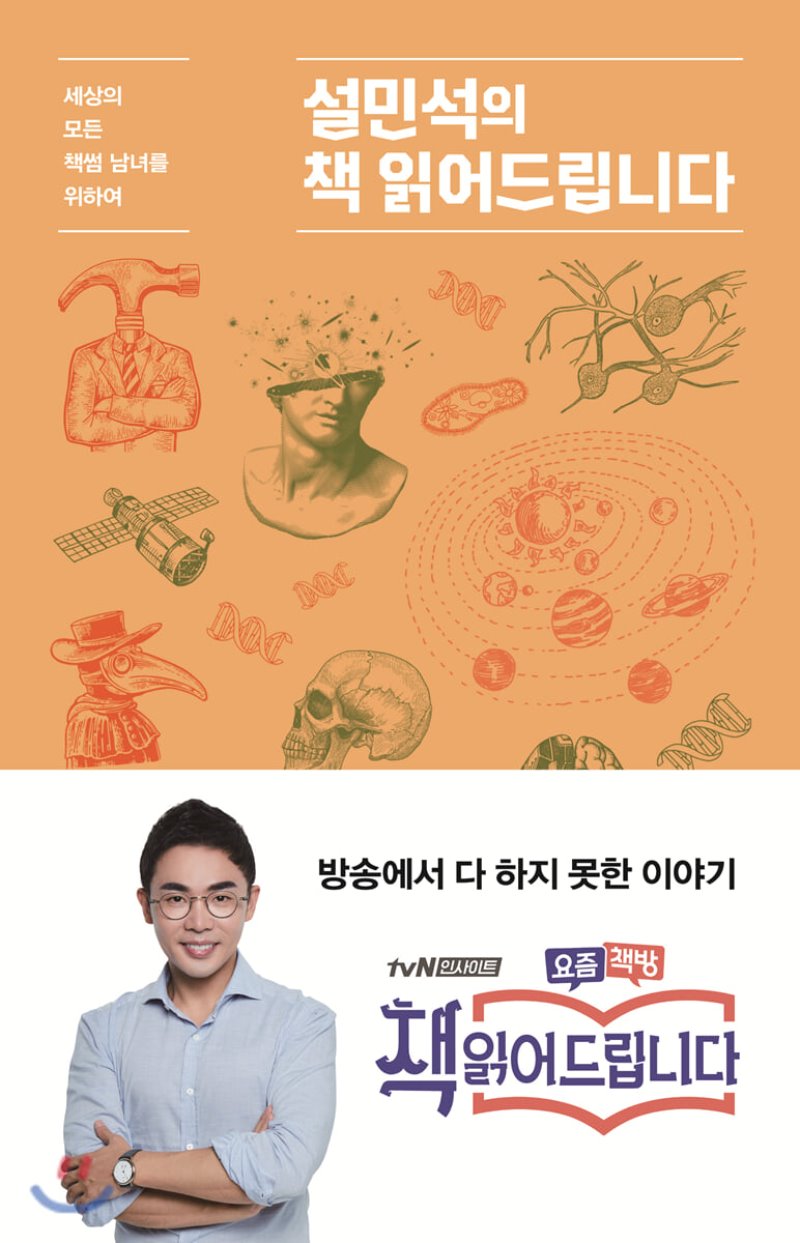 세상의
모든
책썸 남녀를
위하여
설민석의
책 읽어드립니다
방송에서 다 하지 못한 이야기
tvN 인사이트
요즘 책방
책 읽어드립니다